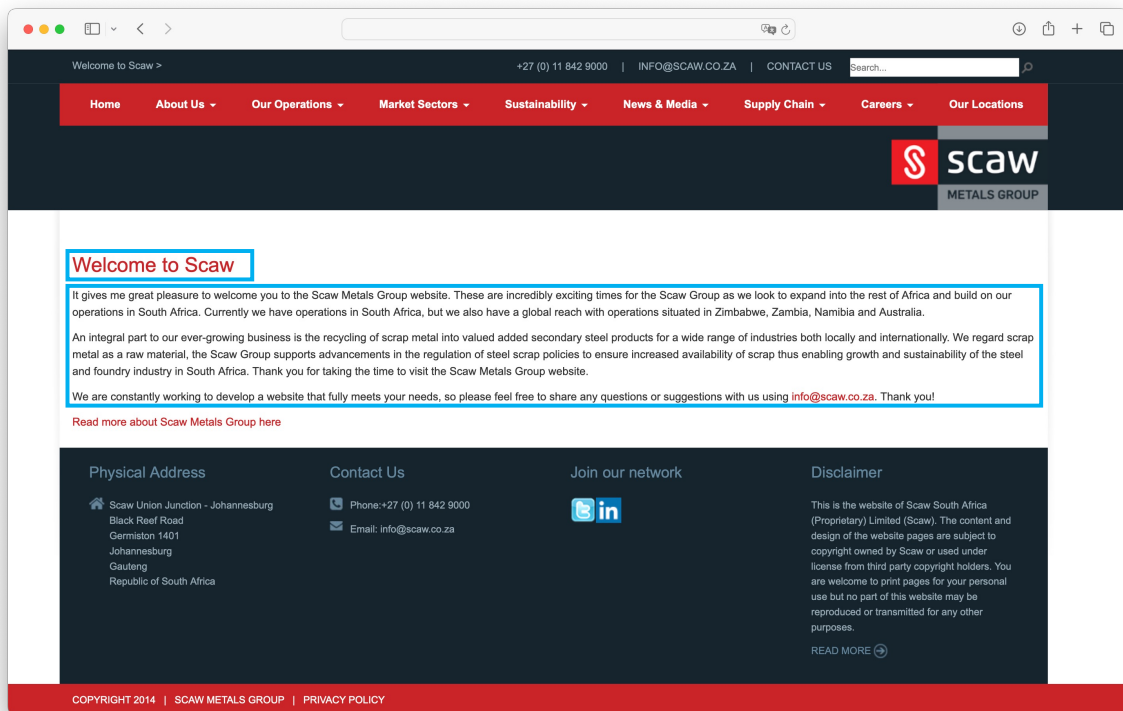 Welcome to Scaw >
+27 (0) 11 842 9000 | INFO@SCAW.CO.ZA | CONTACT US
Search...
Home About Us Our Operations Market Sectors Sustainability News & Media Supply Chain Careers Our Locations
scaw
METALS GROUP
Welcome to Scaw
It gives me great pleasure to welcome you to the Scaw Metals Group website. These are incredibly exciting times for the Scaw Group as we look to expand into the rest of Africa and build on our
operations in South Africa. Currently we have operations in South Africa, but we also have a global reach with operations situated in Zimbabwe, Zambia, Namibia and Australia.
An integral part to our ever-growing business is the recycling of scrap metal into valued added secondary steel products for a wide range of industries both locally and internationally. We regard scrap
metal as a raw material, the Scaw Group supports advancements in the regulation of steel scrap policies to ensure increased availability of scrap thus enabling growth and sustainability of the steel
and foundry industry in South Africa. Thank you for taking the time to visit the Scaw Metals Group website.
We are constantly working to develop a website that fully meets your needs, so please feel free to share any questions or suggestions with us using info@scaw.co.za. Thank you!
Read more about Scaw Metals Group here
Physical Address
Scaw Union Junction - Johannesburg
Black Reef Road
Germiston 1401
Johannesburg
Gauteng
Republic of South Africa
Contact Us
Phone:+27 (0) 11 842 9000
Email: info@scaw.co.za
Join our network
in
Disclaimer
This is the website of Scaw South Africa
(Proprietary) Limited (Scaw). The content and
design of the website pages are subject to
copyright owned by Scaw or used under
license from third party copyright holders. You
are welcome to print pages for your personal
use but no part of this website may be
reproduced or transmitted for any other
purposes.
READ MORE
COPYRIGHT 2014 | SCAW METALS GROUP | PRIVACY POLICY